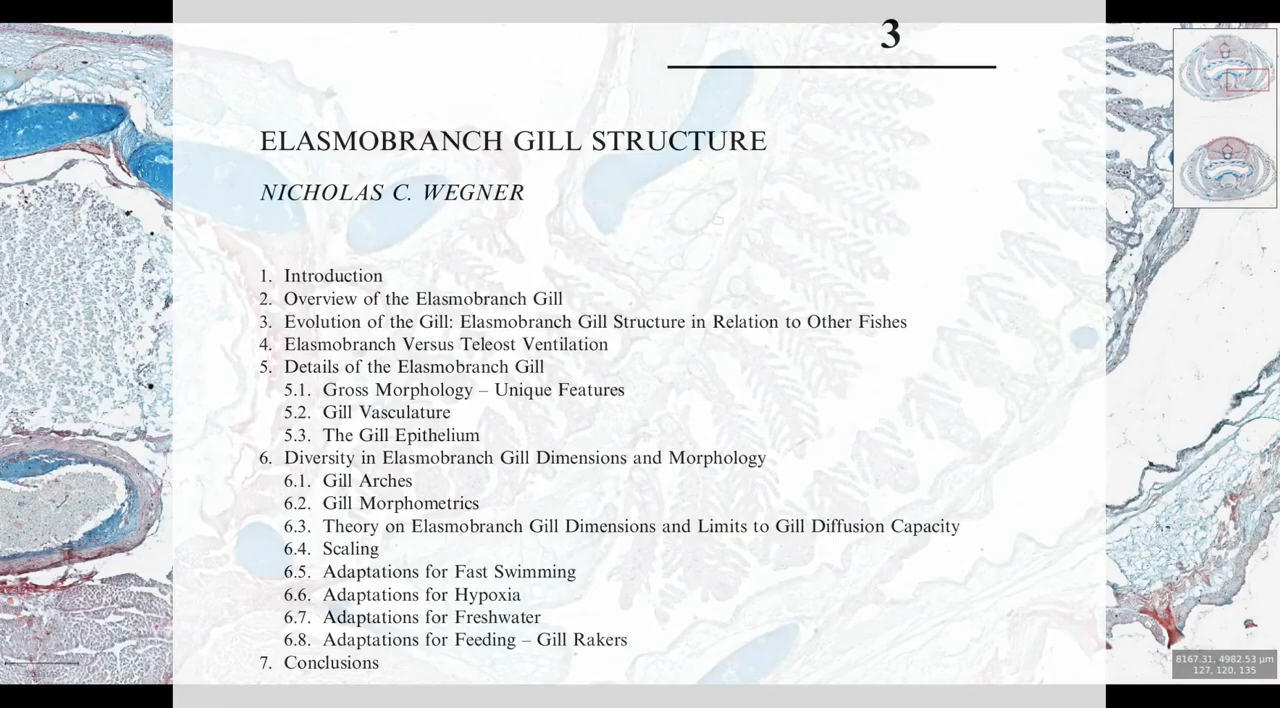 3
ELASMOBRANCH GILL STRUCTURE
NICHOLAS C. WEGNER
1. Introduction
2. Overview of the Elasmobranch Gill
3. Evolution of the Gill: Elasmobranch Gill Structure in Relation to Other Fishes
4. Elasmobranch Versus Teleost Ventilation
5. Details of the Elasmobranch Gill
5.1. Gross Morphology – Unique Features
5.2. Gill Vasculature
5.3. The Gill Epithelium
6. Diversity in Elasmobranch Gill Dimensions and Morphology
6.1. Gill Arches
6.2. Gill Morphometrics
6.3. Theory on Elasmobranch Gill Dimensions and Limits to Gill Diffusion Capacity
6.4. Scaling
6.5. Adaptations for Fast Swimming
6.6. Adaptations for Hypoxia
6.7. Adaptations for Freshwater
6.8. Adaptations for Feeding – Gill Rakers
7. Conclusions
8167.31, 4982.53 µm
127, 120, 135